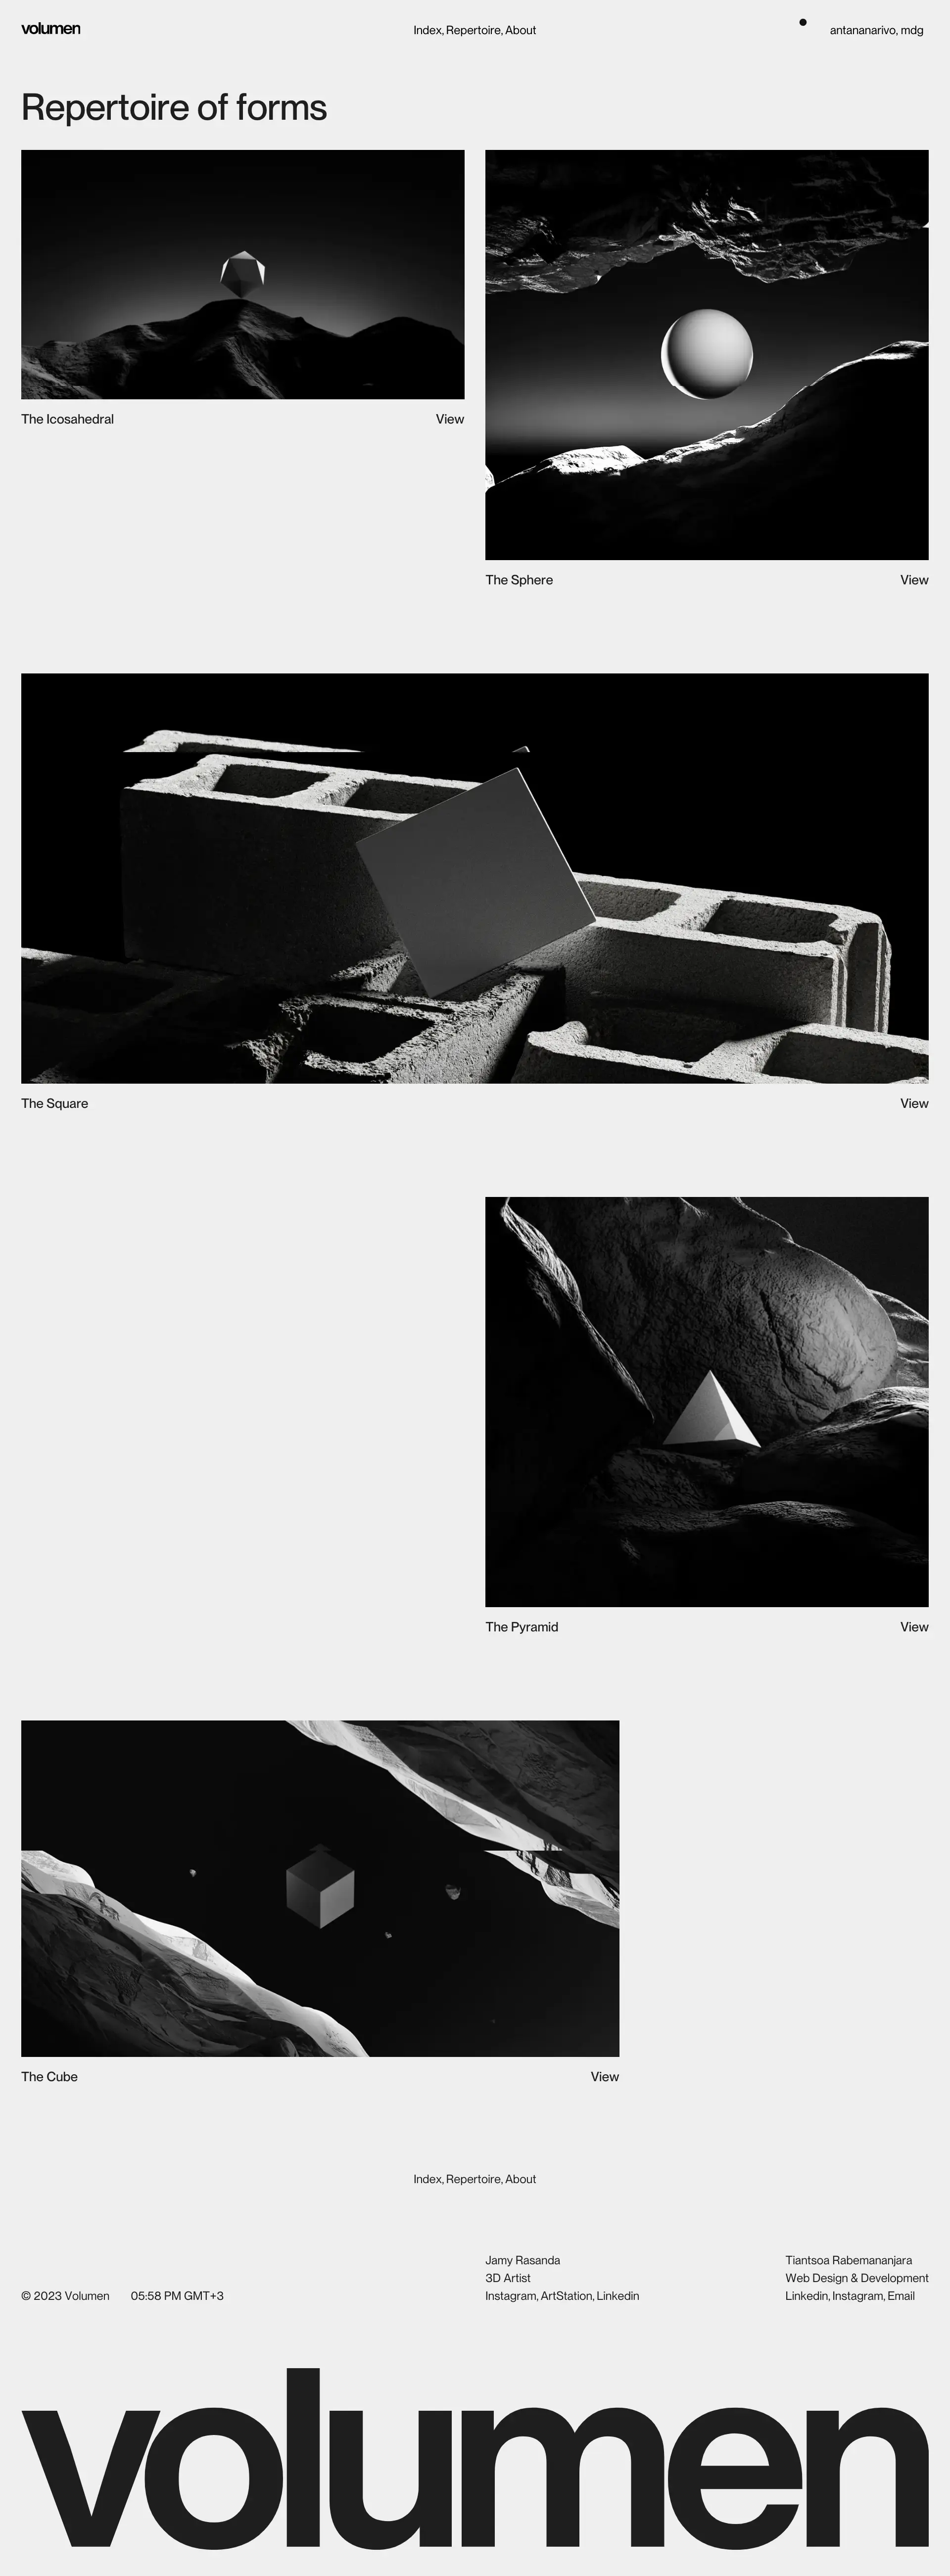 volumen
Index, Repertoire, About
antananarivo, mdg
Repertoire of forms
The Icosahedral
View
The Sphere
View
The Square
View
The Pyramid
View
The Cube
View
Index, Repertoire, About
© 2023 Volumen
05:58 PM GMT+3
Jamy Rasanda
3D Artist
Instagram, ArtStation, Linkedin
Tiantsoa Rabemananjara
Web Design & Development
Linkedin, Instagram, Email
volumen